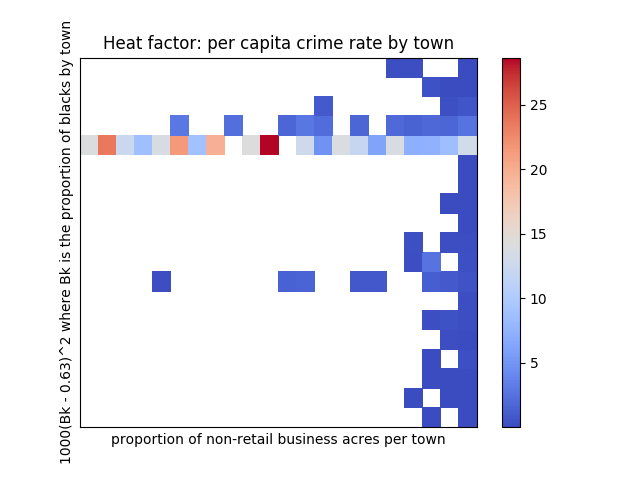 Heat factor: per capita crime rate by town
1000(Bk - 0.63)^2 where Bk is the proportion of blacks by town
25
20
15
10
5
proportion of non-retail business acres per town